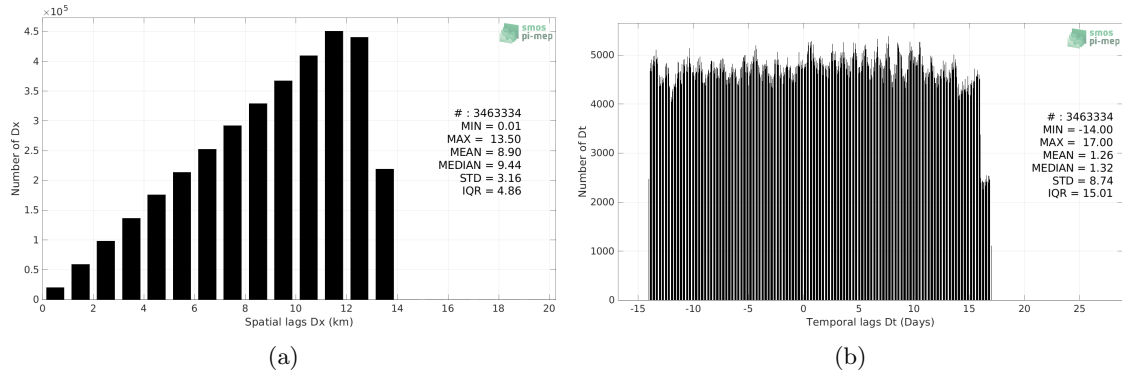 ×10⁵
4.5
4
3.5
3
2.5
2
1.5
1
0.5
0
Number of Dx
smos
pi-mep
# : 3463334
MIN = 0.01
MAX = 13.50
MEAN = 8.90
MEDIAN = 9.44
STD = 3.16
IQR = 4.86
0 2 4 6 8 10 12 14 16 18 20
Spatial lags Dx (km)
(a)
5000
4000
3000
2000
1000
0
Number of Dt
smos
pi-mep
# : 3463334
MIN = -14.00
MAX = 17.00
MEAN = 1.26
MEDIAN = 1.32
STD = 8.74
IQR = 15.01
-15 -10 -5 0 5 10 15 20 25
Temporal lags Dt (Days)
(b)